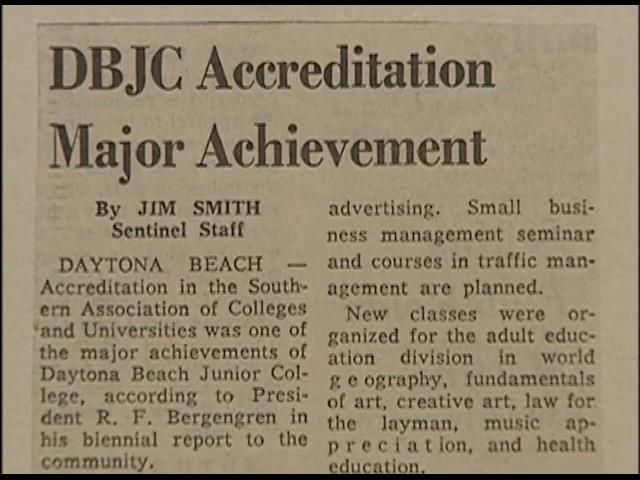 DBJC Accreditation
Major Achievement
By JIM SMITH
Sentinel Staff
DAYTONA BEACH —
Accreditation in the South-
ern Association of Colleges
and Universities was one of
the major achievements of
Daytona Beach Junior Col-
lege, according to Presi-
dent R. F. Bergengren in
his biennial report to the
community.
advertising. Small busi-
ness management seminar
and courses in traffic man-
agement are planned.
New classes were or-
ganized for the adult educ-
ation division in world
g e ography, fundamentals
of art, creative art, law for
the layman, music ap-
p r e c i a t i on, and health
education.